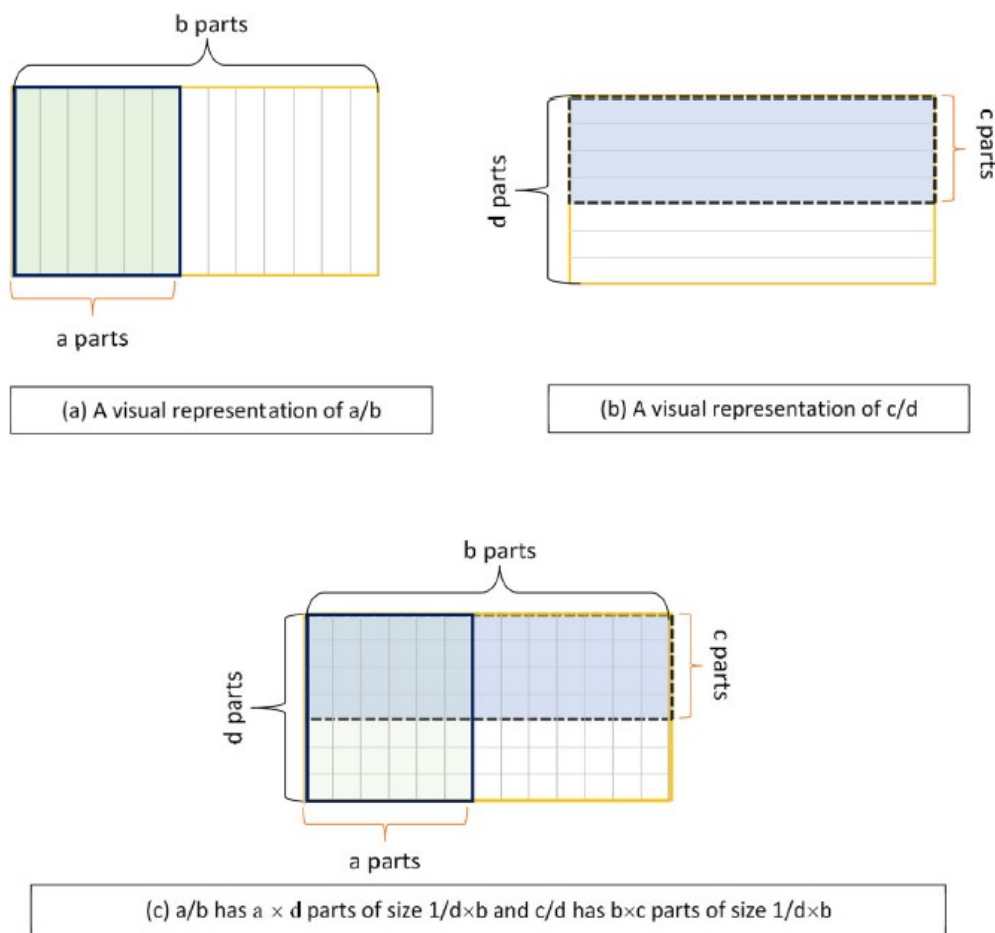 b parts
d parts
c parts
a parts
(a) A visual representation of a/b
(b) A visual representation of c/d
b parts
d parts
c parts
a parts
(c) a/b has a × d parts of size 1/d×b and c/d has b×c parts of size 1/d×b